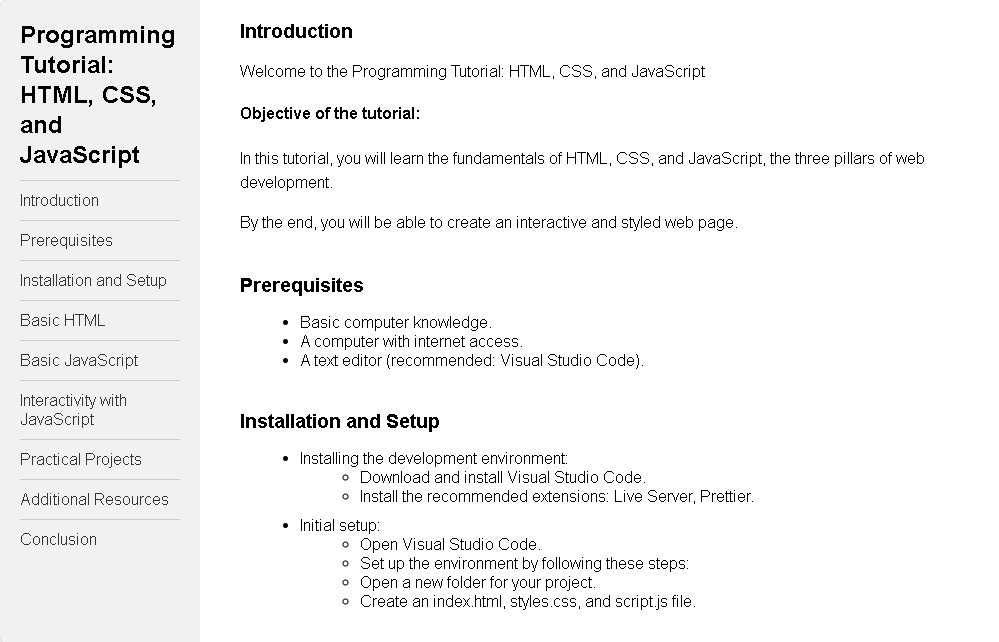 Programming
Tutorial:
HTML, CSS,
and
JavaScript
Introduction
Prerequisites
Installation and Setup
Basic HTML
Basic JavaScript
Interactivity with
JavaScript
Practical Projects
Additional Resources
Conclusion
Introduction
Welcome to the Programming Tutorial: HTML, CSS, and JavaScript
Objective of the tutorial:
In this tutorial, you will learn the fundamentals of HTML, CSS, and JavaScript, the three pillars of web
development.
By the end, you will be able to create an interactive and styled web page.
Prerequisites
Basic computer knowledge.
A computer with internet access.
A text editor (recommended: Visual Studio Code).
Installation and Setup
Installing the development environment:
Download and install Visual Studio Code.
Install the recommended extensions: Live Server, Prettier.
Initial setup:
Open Visual Studio Code.
Set up the environment by following these steps:
Open a new folder for your project.
Create an index.html, styles.css, and script.js file.